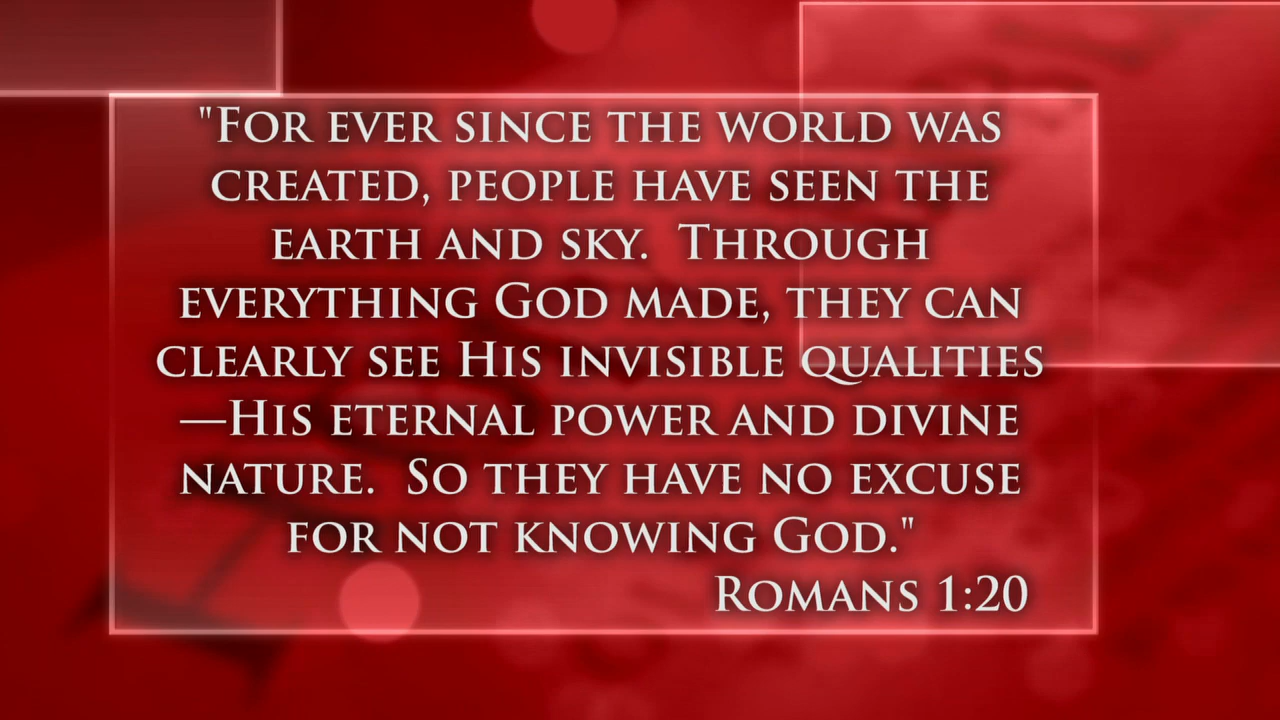 "For ever since the world was
created, people have seen the
earth and sky.  Through
everything God made, they can
clearly see His invisible qualities
—His eternal power and divine
nature.  So they have no excuse
for not knowing God."
Romans 1:20